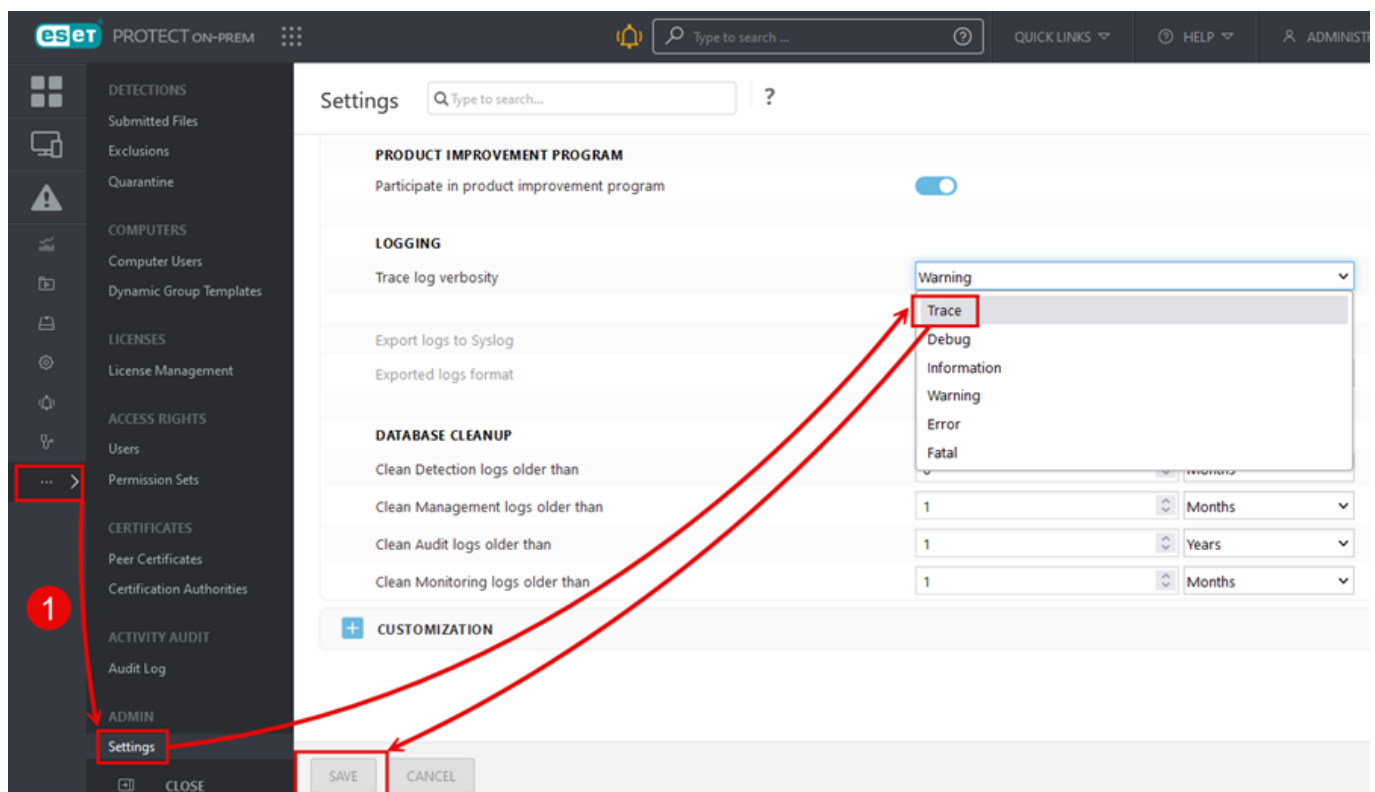 eset PROTECT ON-PREM
Type to search ...
QUICK LINKS
HELP
ADMINIST
DETECTIONS
Submitted Files
Exclusions
Quarantine
COMPUTERS
Computer Users
Dynamic Group Templates
LICENSES
License Management
ACCESS RIGHTS
Users
Permission Sets
CERTIFICATES
Peer Certificates
Certification Authorities
ACTIVITY AUDIT
Audit Log
ADMIN
Settings
CLOSE
1
Settings
Type to search...
?
PRODUCT IMPROVEMENT PROGRAM
Participate in product improvement program
LOGGING
Trace log verbosity
Warning
Trace
Debug
Information
Warning
Error
Fatal
Export logs to Syslog
Exported logs format
DATABASE CLEANUP
Clean Detection logs older than
Months
Clean Management logs older than
1
Months
Clean Audit logs older than
1
Years
Clean Monitoring logs older than
1
Months
CUSTOMIZATION
SAVE
CANCEL